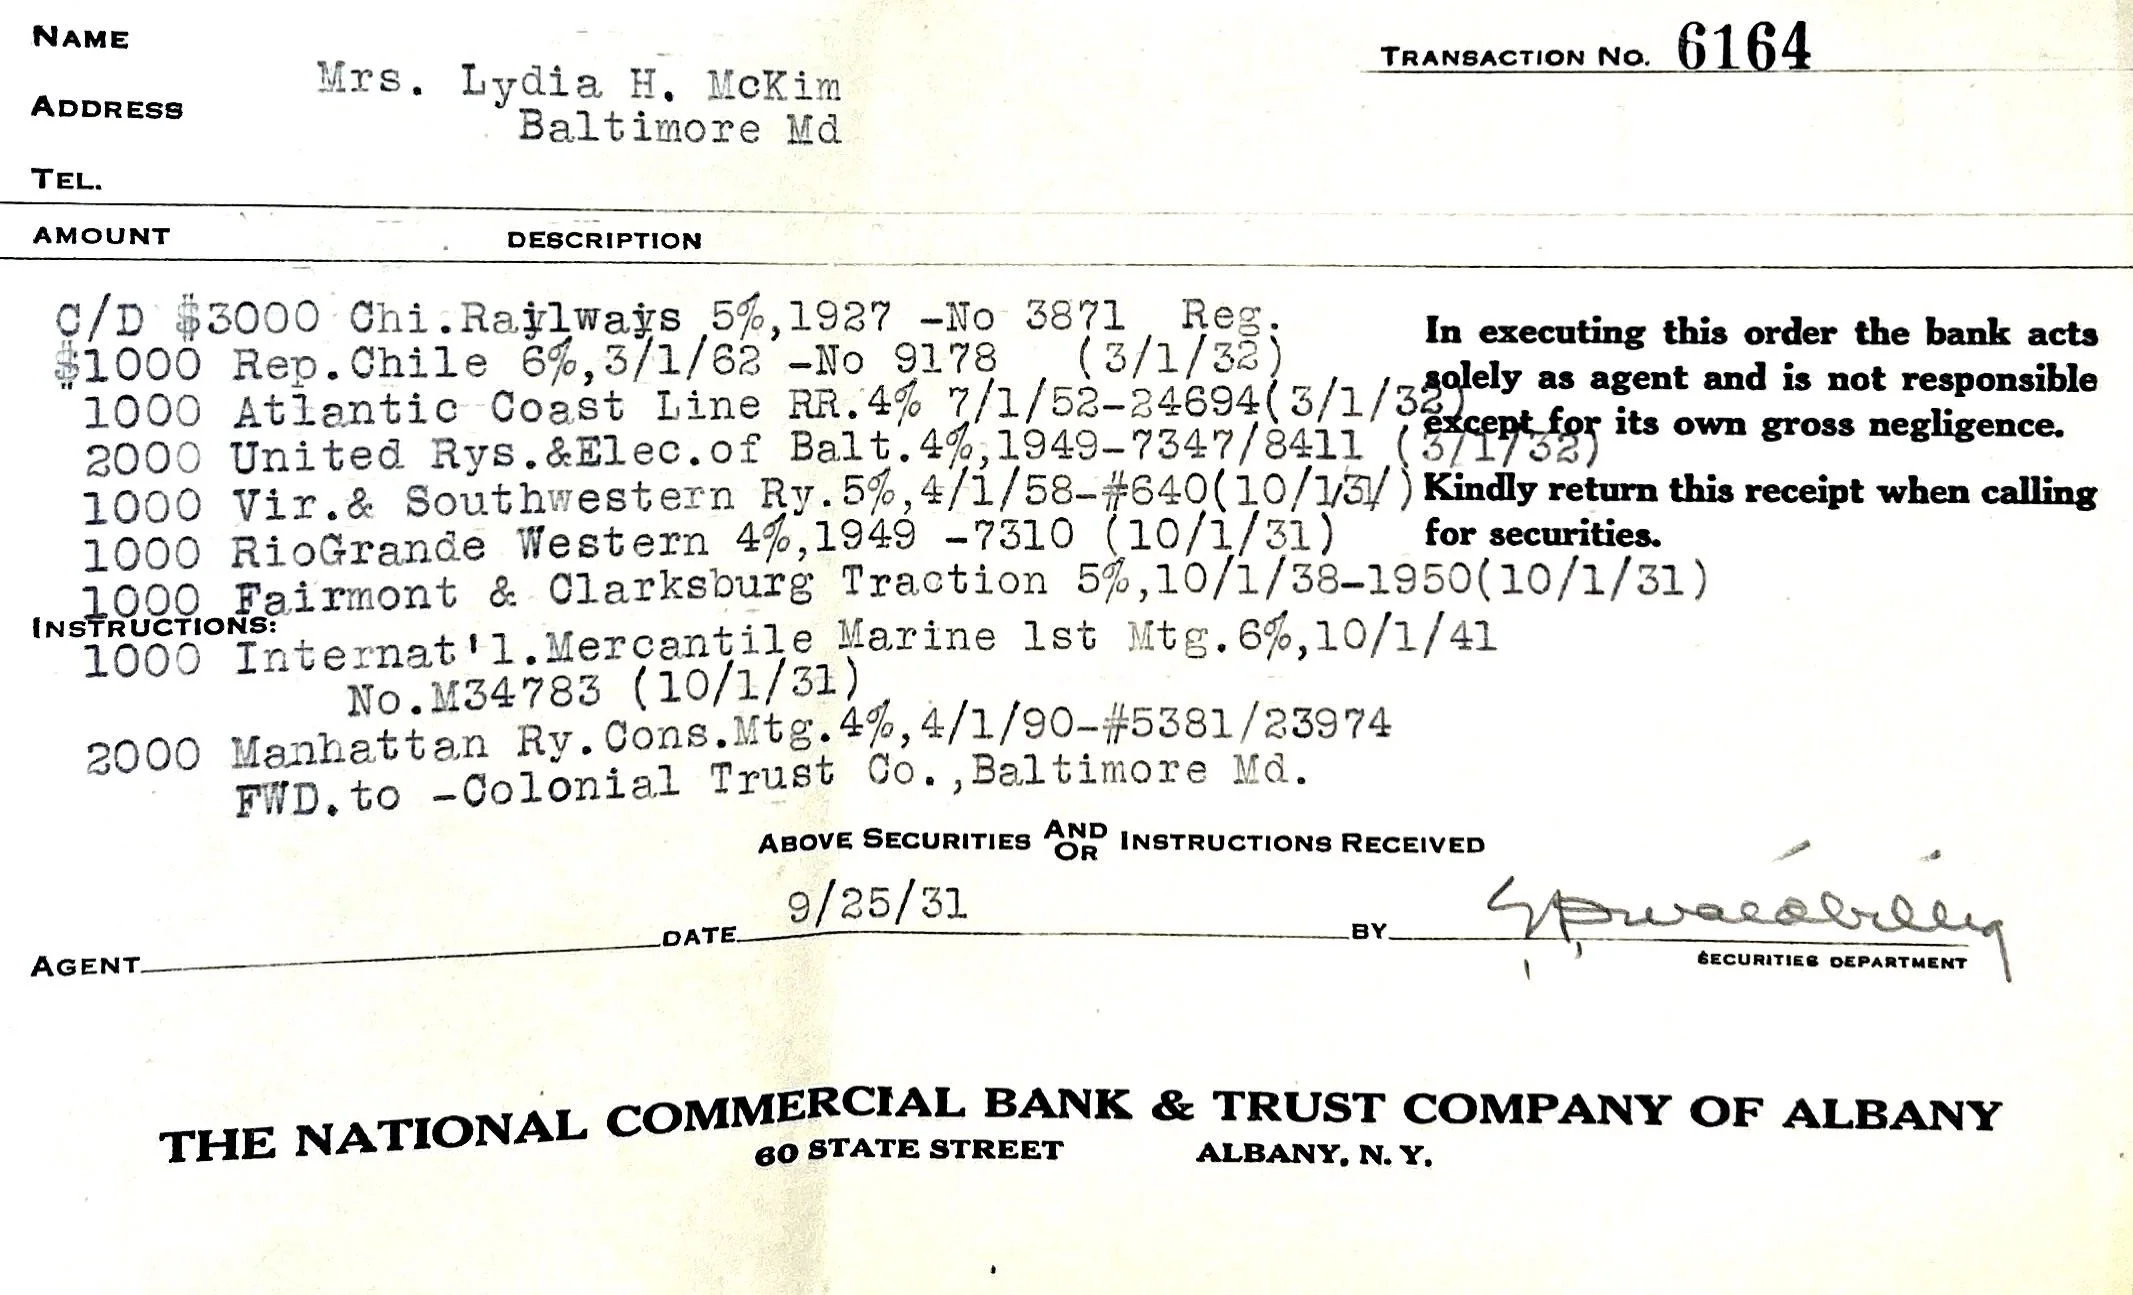 NAME
TRANSACTION No. 6164
Mrs. Lydia H. McKim
ADDRESS
Baltimore Md
TEL.
AMOUNT DESCRIPTION
C/D $3000 Chi.Railways 5%,1927 -No 3871 Reg.
$1000 Rep.Chile 6%,3/1/62 -No 9178 (3/1/32)
"1000 Atlantic Coast Line RR.4% 7/1/52-24694(3/1/32)
2000 United Rys.&Elec.of Balt.4%,1949-7347/8411 (3/1/32)
1000 Vir.& Southwestern Ry.5%,4/1/58-#640(10/1/31)
1000 RioGrande Western 4%,1949 -7310 (10/1/31)
1000 Fairmont & Clarksburg Traction 5%,10/1/38-1950(10/1/31)
In executing this order the bank acts
solely as agent and is not responsible
except for its own gross negligence.
Kindly return this receipt when calling
for securities.
INSTRUCTIONS:
1000 Internat'l.Mercantile Marine 1st Mtg.6%,10/1/41
No.M34783 (10/1/31)
2000 Manhattan Ry.Cons.Mtg.4%,4/1/90-#5381/23974
FWD.to -Colonial Trust Co.,Baltimore Md.
ABOVE SECURITIES AND OR INSTRUCTIONS RECEIVED
9/25/31
AGENT DATE BY
SECURITIES DEPARTMENT
THE NATIONAL COMMERCIAL BANK & TRUST COMPANY OF ALBANY
60 STATE STREET ALBANY, N. Y.